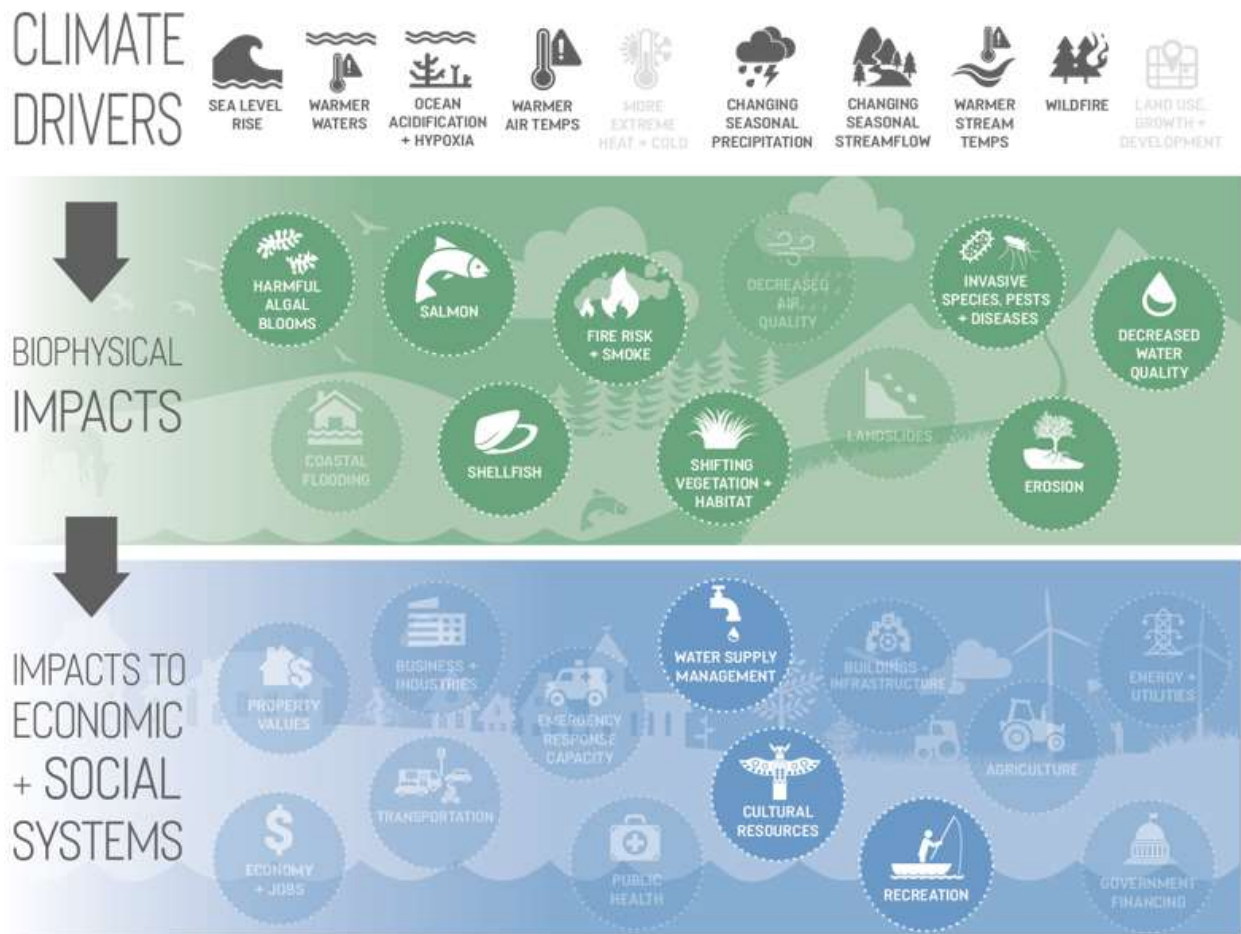 CLIMATE
DRIVERS
SEA LEVEL
RISE
WARMER
WATERS
OCEAN
ACIDIFICATION
+ HYPOXIA
WARMER
AIR TEMPS
MORE
EXTREME
HEAT + COLD
CHANGING
SEASONAL
PRECIPITATION
CHANGING
SEASONAL
STREAMFLOW
WARMER
STREAM
TEMPS
WILDFIRE
LAND USE,
GROWTH +
DEVELOPMENT
BIOPHYSICAL
IMPACTS
HARMFUL
ALGAL
BLOOMS
SALMON
FIRE RISK
+ SMOKE
DECREASED
AIR
QUALITY
INVASIVE
SPECIES, PESTS
+ DISEASES
DECREASED
WATER
QUALITY
COASTAL
FLOODING
SHELLFISH
SHIFTING
VEGETATION +
HABITAT
LANDSLIDES
EROSION
IMPACTS TO
ECONOMIC
+ SOCIAL
SYSTEMS
PROPERTY
VALUES
BUSINESS +
INDUSTRIES
EMERGENCY
RESPONSE
CAPACITY
WATER SUPPLY
MANAGEMENT
BUILDINGS +
INFRASTRUCTURE
ENERGY +
UTILITIES
AGRICULTURE
TRANSPORTATION
CULTURAL
RESOURCES
ECONOMY
+ JOBS
PUBLIC
HEALTH
RECREATION
GOVERNMENT
FINANCING